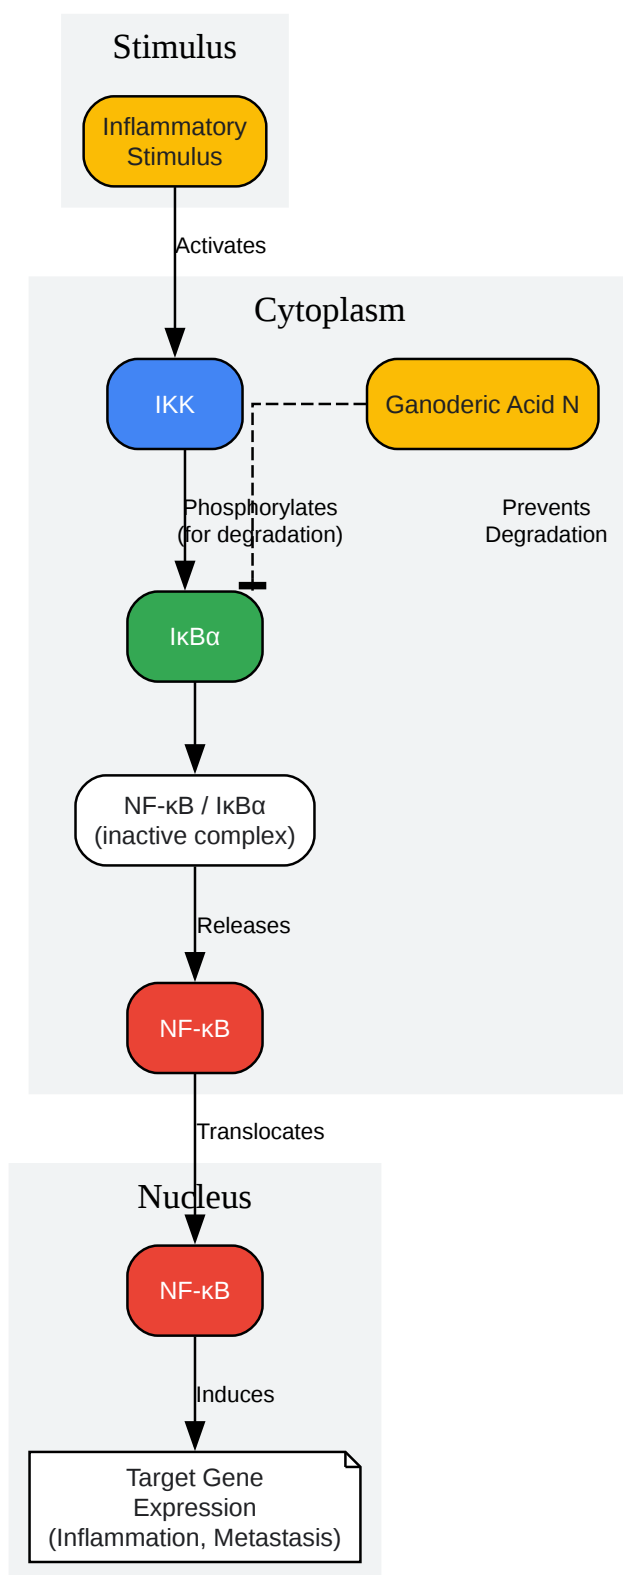 Stimulus
Inflammatory
Stimulus
Activates
Cytoplasm
IKK
Ganoderic Acid N
Phosphorylates
(for degradation)
Prevents
Degradation
IκBα
NF-κB / IκBα
(inactive complex)
Releases
NF-κB
Translocates
Nucleus
NF-κB
Induces
Target Gene
Expression
(Inflammation, Metastasis)